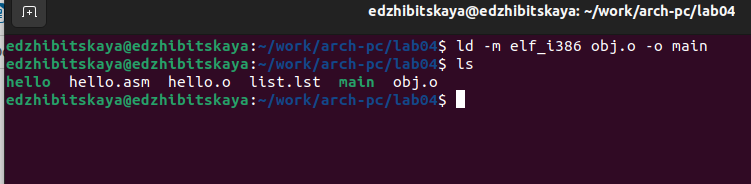 edzhibitskaya@edzhibitskaya: ~/work/arch-pc/lab04
edzhibitskaya@edzhibitskaya:~/work/arch-pc/lab04$ ld -m elf_i386 obj.o -o main
edzhibitskaya@edzhibitskaya:~/work/arch-pc/lab04$ ls
hello  hello.asm  hello.o  list.lst  main  obj.o
edzhibitskaya@edzhibitskaya:~/work/arch-pc/lab04$